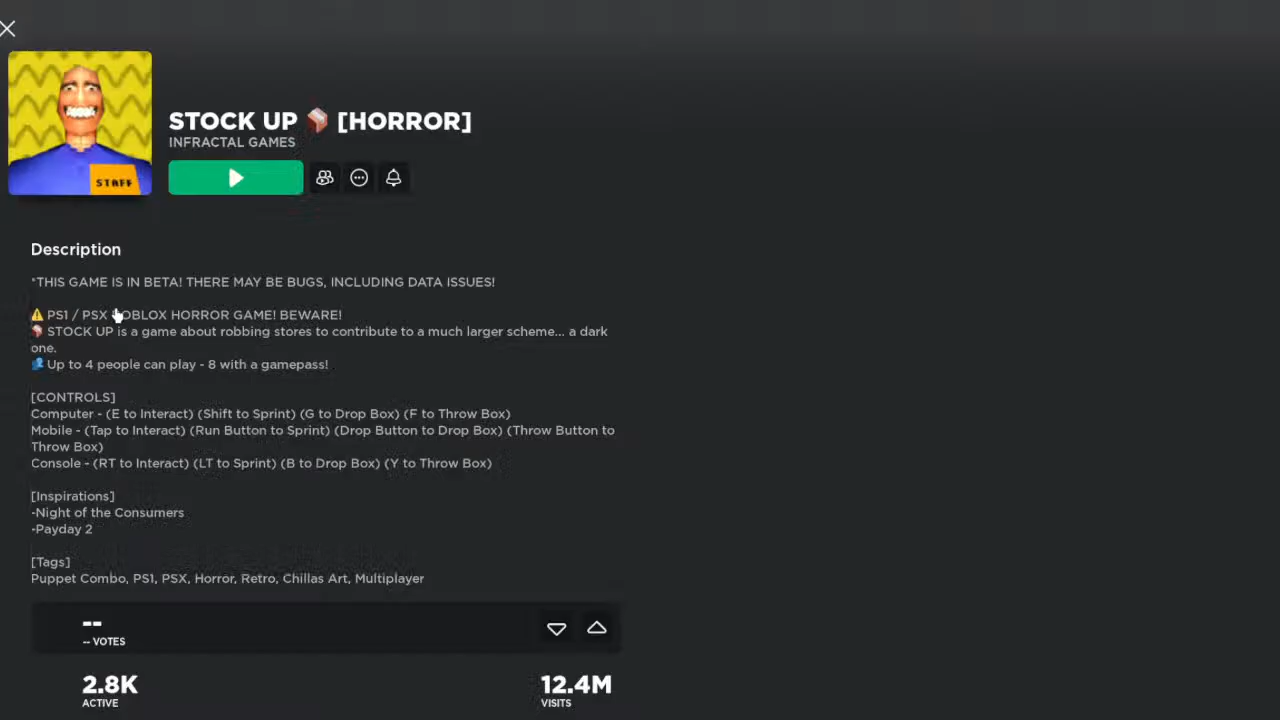 STAFF
STOCK UP [HORROR]
INFRACTAL GAMES
Description
*THIS GAME IS IN BETA! THERE MAY BE BUGS, INCLUDING DATA ISSUES!
⚠️ PS1 / PSX ROBLOX HORROR GAME! BEWARE!
STOCK UP is a game about robbing stores to contribute to a much larger scheme... a dark
one.
👥 Up to 4 people can play - 8 with a gamepass!
[CONTROLS]
Computer - (E to Interact) (Shift to Sprint) (G to Drop Box) (F to Throw Box)
Mobile - (Tap to Interact) (Run Button to Sprint) (Drop Button to Drop Box) (Throw Button to
Throw Box)
Console - (RT to Interact) (LT to Sprint) (B to Drop Box) (Y to Throw Box)
[Inspirations]
-Night of the Consumers
-Payday 2
[Tags]
Puppet Combo, PS1, PSX, Horror, Retro, Chillas Art, Multiplayer
--
-- VOTES
2.8K
ACTIVE
12.4M
VISITS